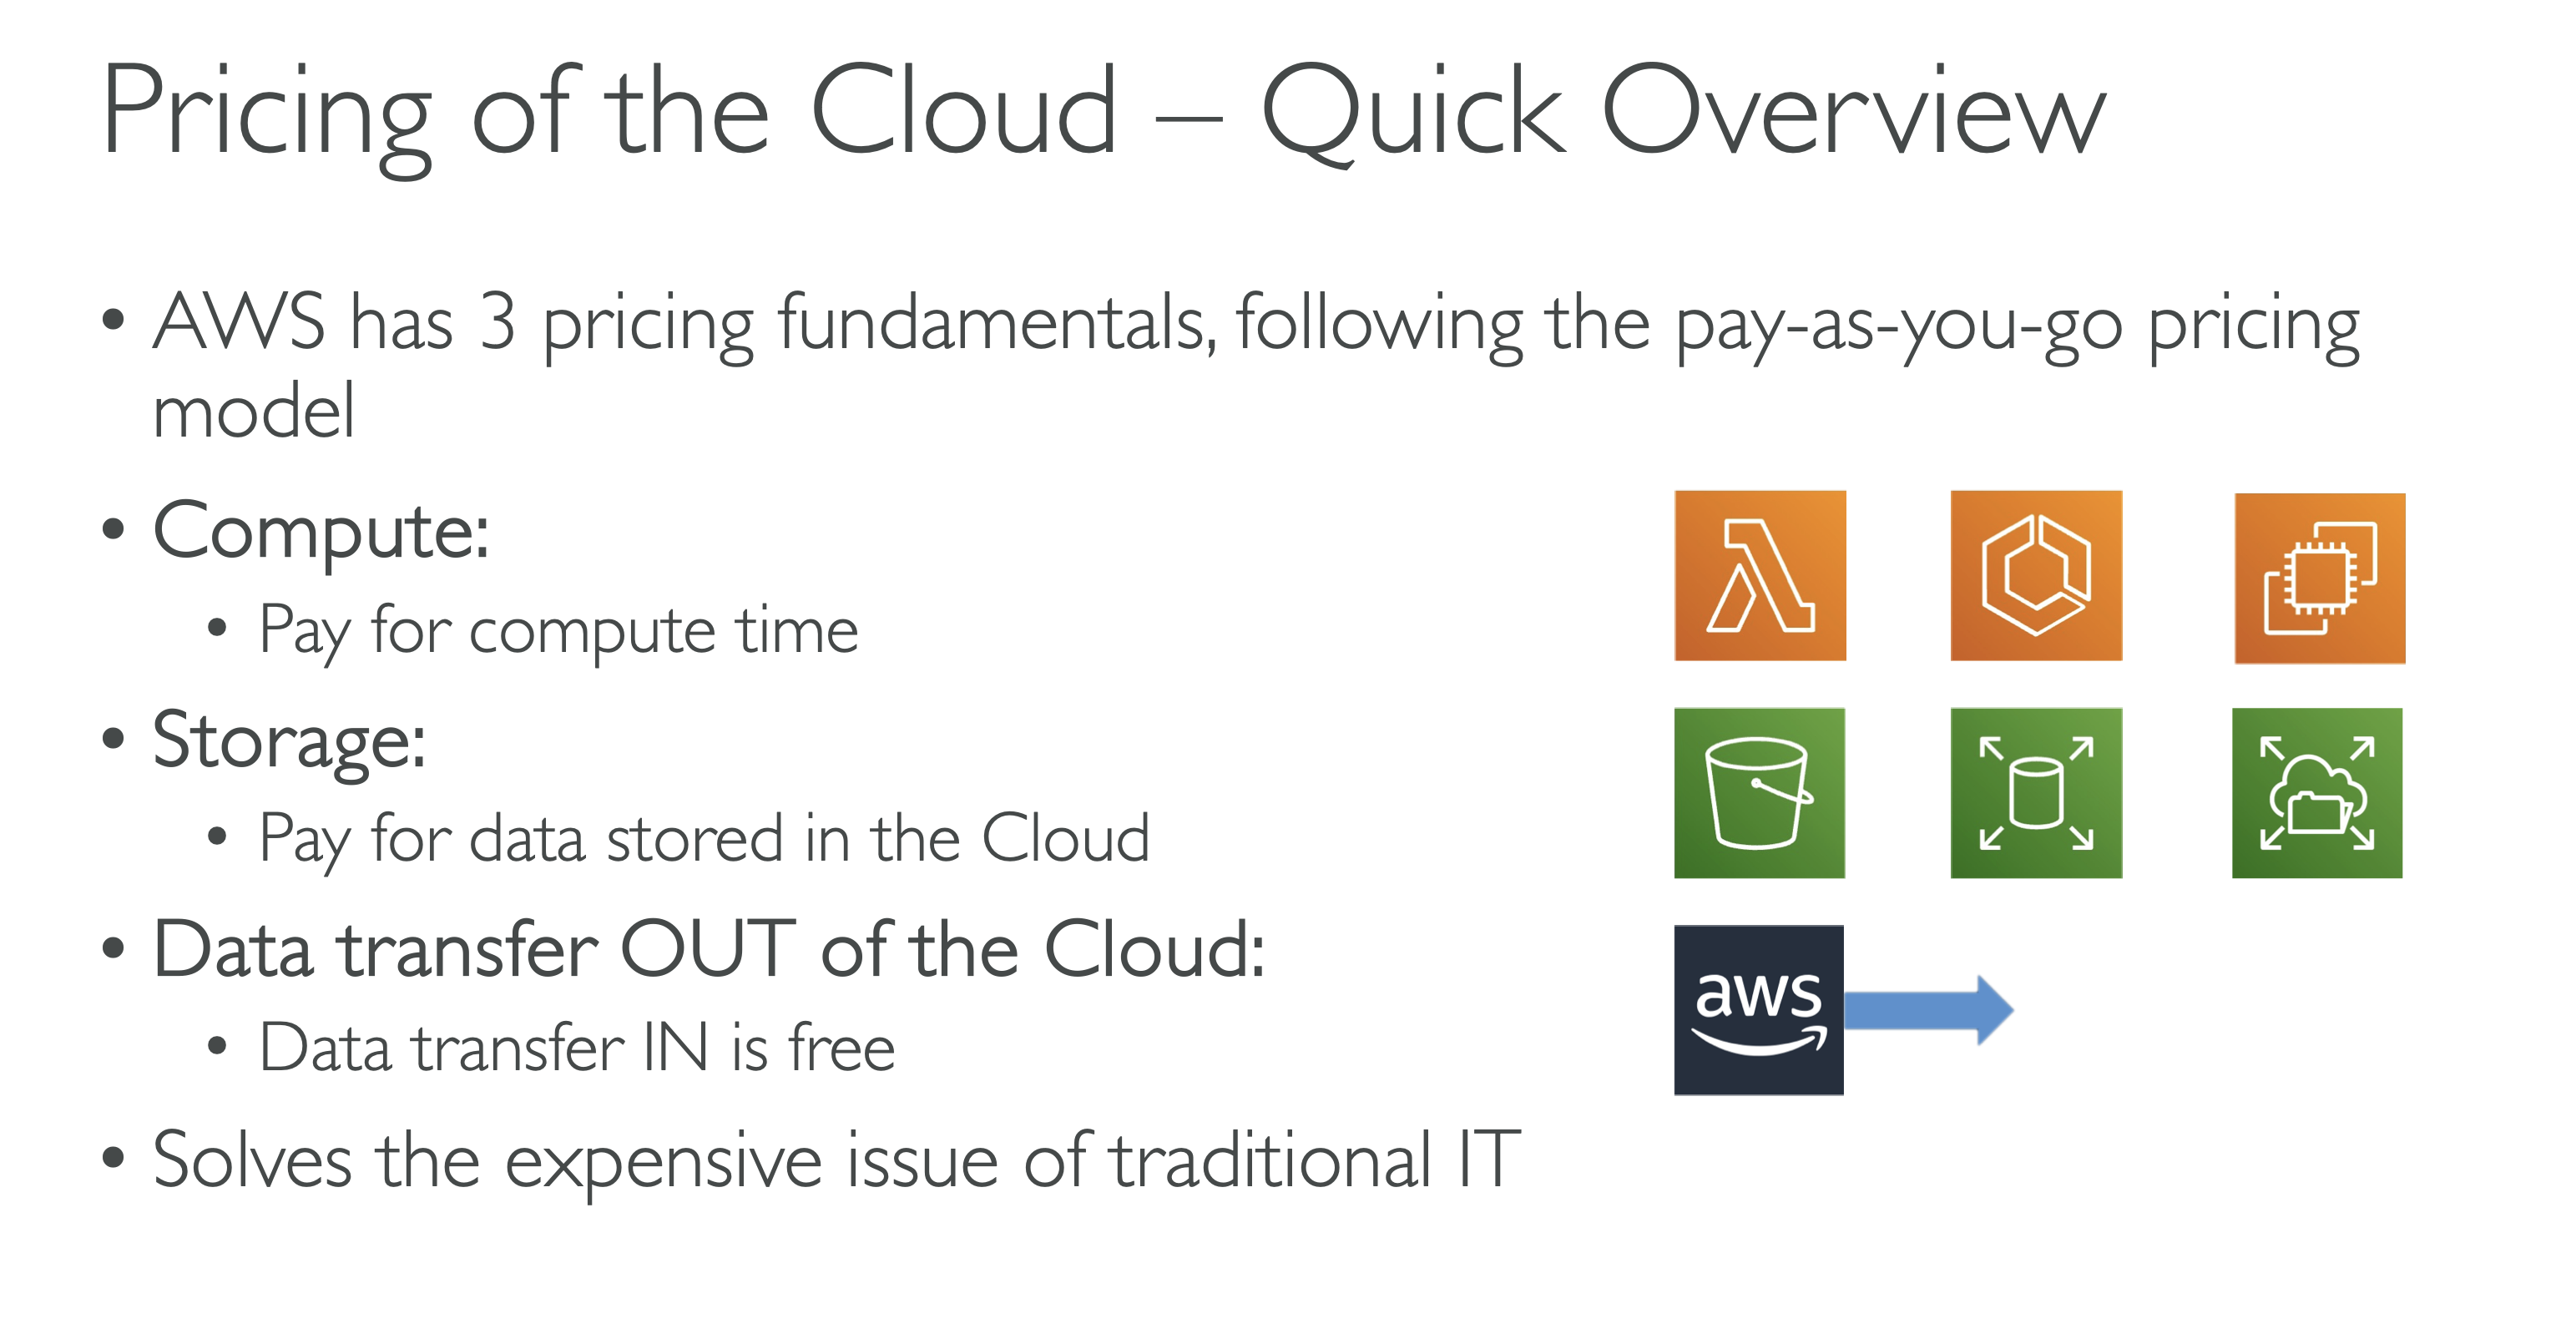 Pricing of the Cloud – Quick Overview
• AWS has 3 pricing fundamentals, following the pay-as-you-go pricing
model
• Compute:
• Pay for compute time
• Storage:
• Pay for data stored in the Cloud
• Data transfer OUT of the Cloud:
• Data transfer IN is free
• Solves the expensive issue of traditional IT
aws